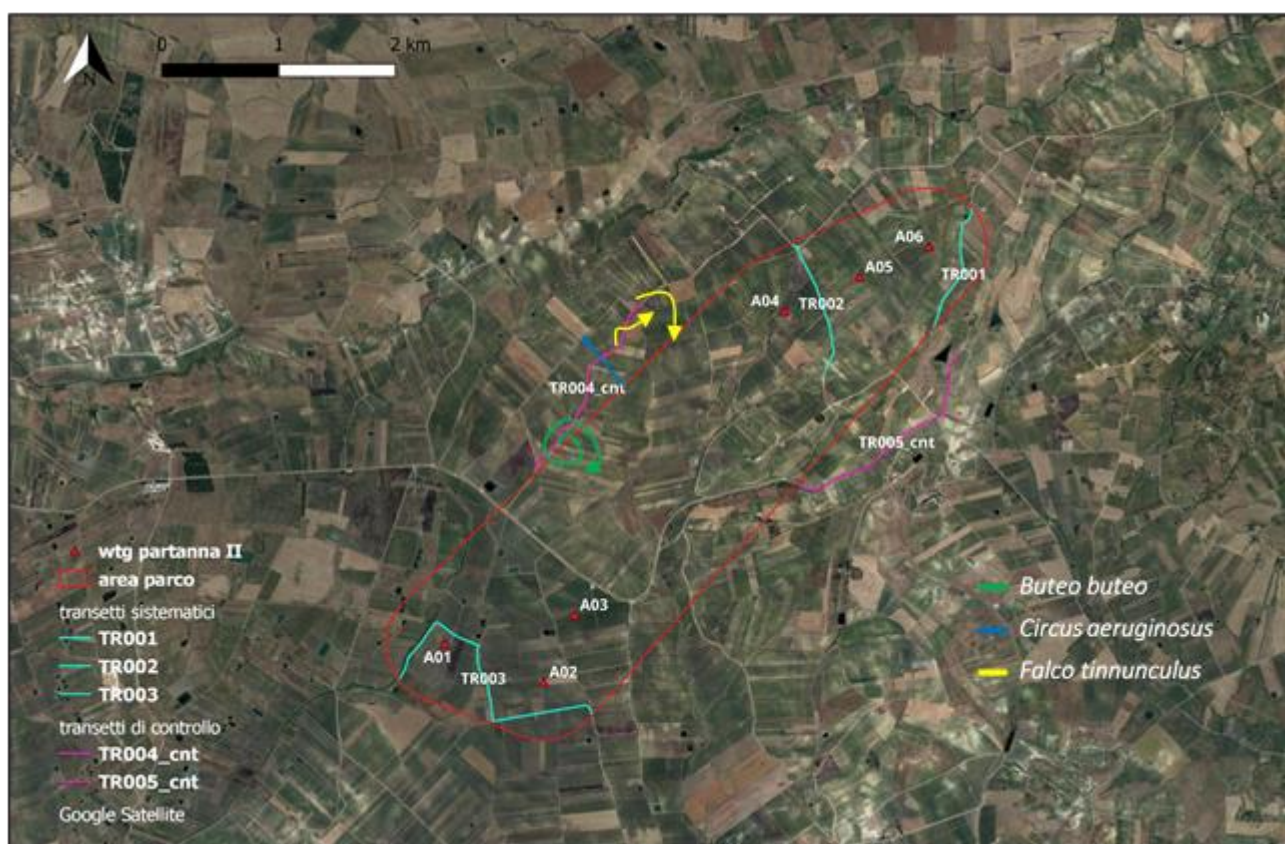 0 1 2 km
N
A06
A05
TR001
A04
TR002
TR004_cnt
TR005_cnt
A03
A01
TR003
A02
wtg partanna II
area parco
transetti sistematici
TR001
TR002
TR003
transetti di controllo
TR004_cnt
TR005_cnt
Google Satellite
Buteo buteo
Circus aeruginosus
Falco tinnunculus